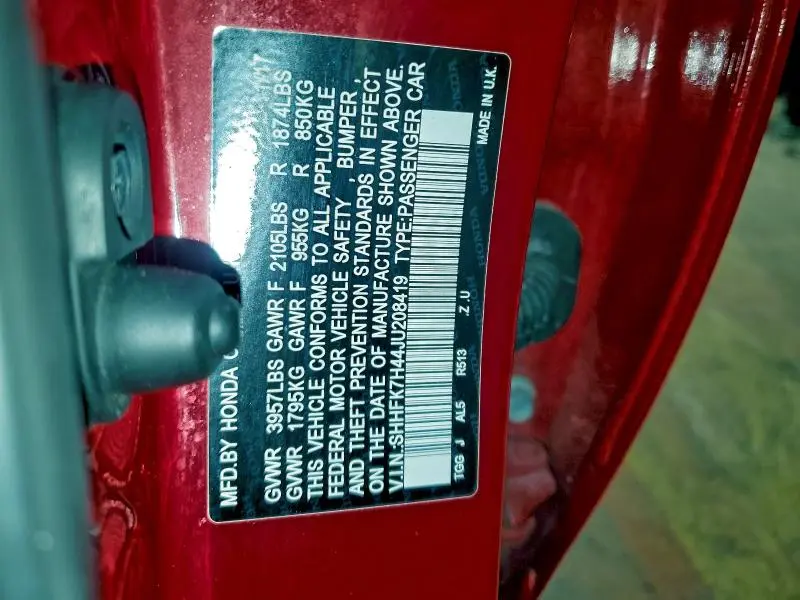 MFD.BY HONDA
GVWR 3957LBS GAWR F 2105LBS R 1874LBS
GVWR 1795KG GAWR F 955KG R 850KG
THIS VEHICLE CONFORMS TO ALL APPLICABLE
FEDERAL MOTOR VEHICLE SAFETY , BUMPER ,
AND THEFT PREVENTION STANDARDS IN EFFECT
ON THE DATE OF MANUFACTURE SHOWN ABOVE.
V.I.N.:SHHFK7H44JU208419 TYPE:PASSENGER CAR
TGG J AL5 R513 Z.U
MADE IN U.K.